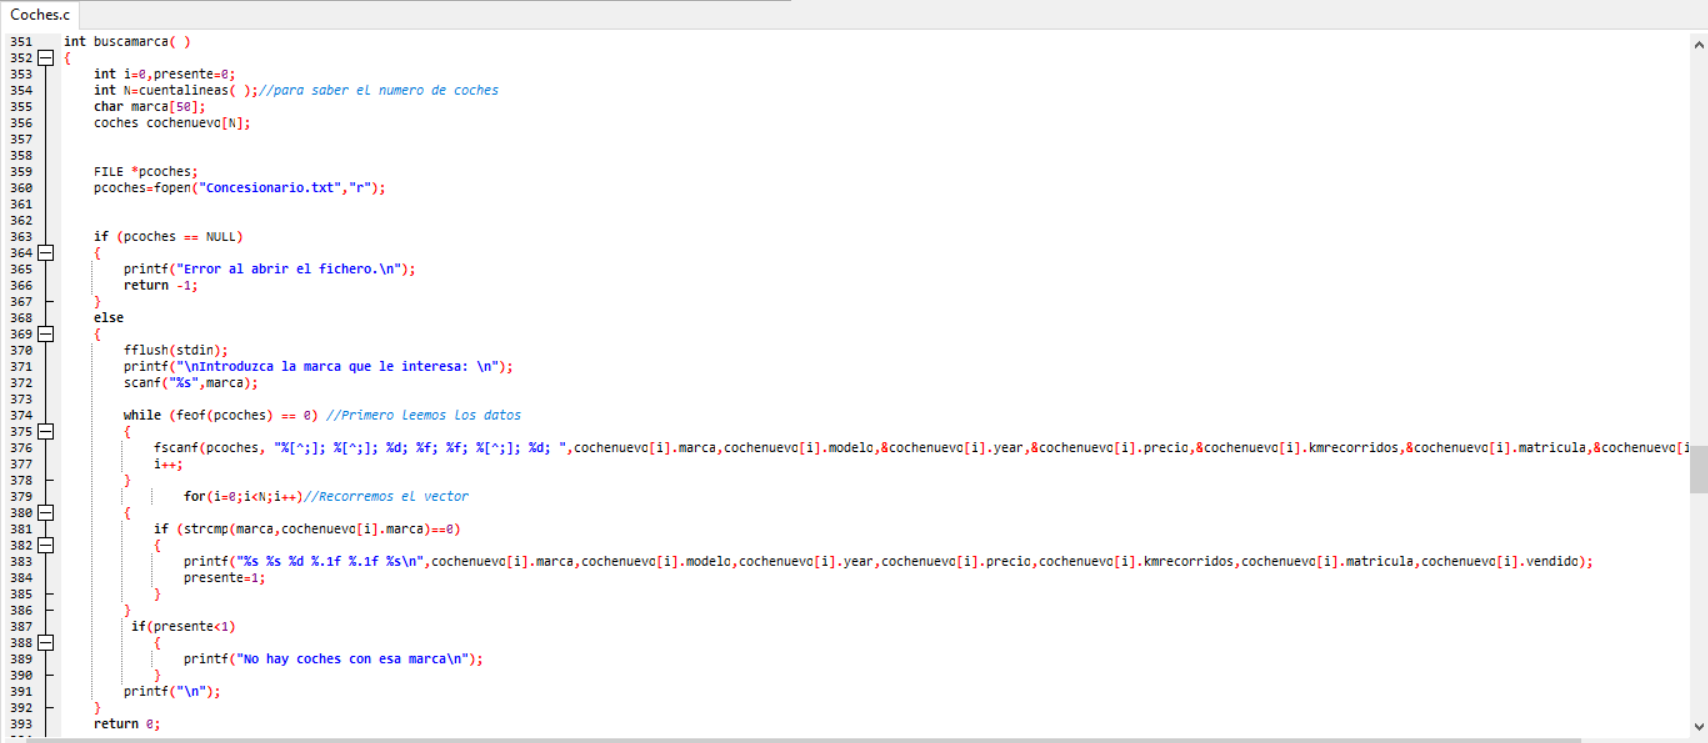 Coches.c
351 int buscamarca( )
352 {
353 int i=0,presente=0;
354 int N=cuentalineas( );//para saber el numero de coches
355 char marca[50];
356 coches cochenuevo[N];
357
358
359 FILE *pcoches;
360 pcoches=fopen("Concesionario.txt","r");
361
362
363 if (pcoches == NULL)
364 {
365 printf("Error al abrir el fichero.\n");
366 return -1;
367 }
368 else
369 {
370 fflush(stdin);
371 printf("\nIntroduzca la marca que le interesa: \n");
372 scanf("%s",marca);
373
374 while (feof(pcoches) == 0) //Primero leemos los datos
375 {
376 fscanf(pcoches, "%[^;]; %[^;]; %d; %f; %f; %[^;]; %d; ",cochenuevo[i].marca,cochenuevo[i].modelo,&cochenuevo[i].year,&cochenuevo[i].precio,&cochenuevo[i].kmrecorridos,&cochenuevo[i].matricula,&cochenuevo[i
377 i++;
378 }
379 for(i=0;i<N;i++)//Recorremos el vector
380 {
381 if (strcmp(marca,cochenuevo[i].marca)==0)
382 {
383 printf("%s %s %d %.1f %.1f %s\n",cochenuevo[i].marca,cochenuevo[i].modelo,cochenuevo[i].year,cochenuevo[i].precio,cochenuevo[i].kmrecorridos,cochenuevo[i].matricula,cochenuevo[i].vendido);
384 presente=1;
385 }
386 }
387 if(presente<1)
388 {
389 printf("No hay coches con esa marca\n");
390 }
391 printf("\n");
392 }
393 return 0;